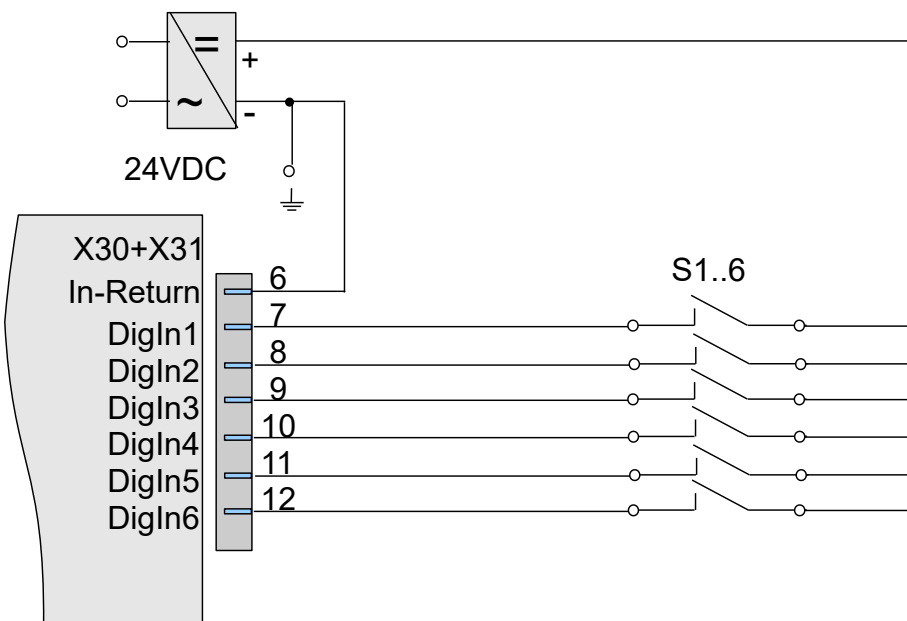 =
+
~
-
24VDC
X30+X31
In-Return 6
DigIn1 7
DigIn2 8
DigIn3 9
DigIn4 10
DigIn5 11
DigIn6 12
S1..6